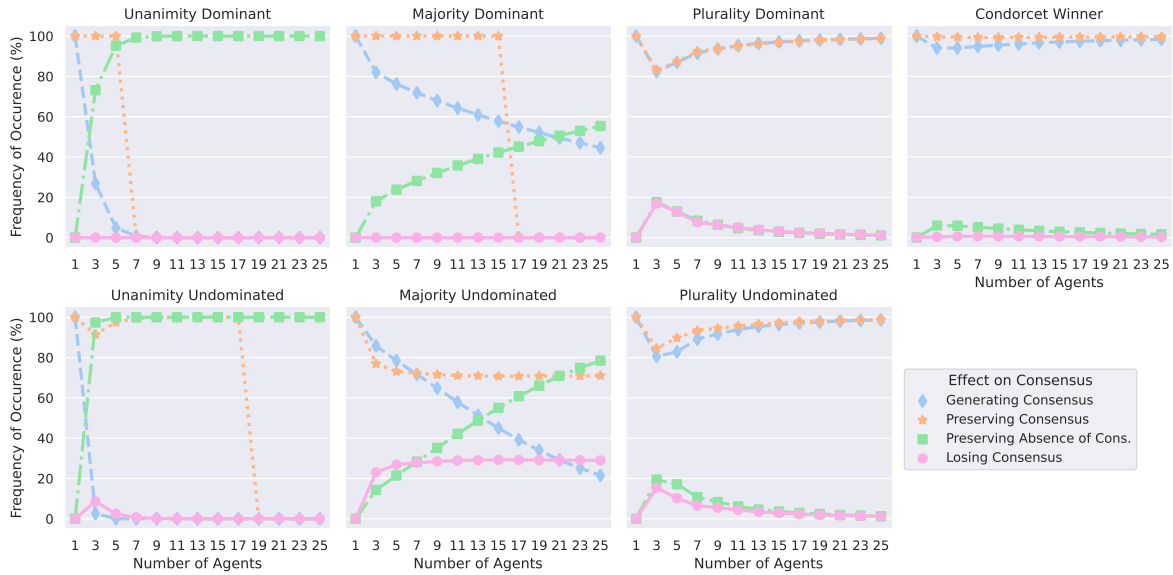 Unanimity Dominant
Majority Dominant
Plurality Dominant
Condorcet Winner
Frequency of Occurence (%)
100
80
60
40
20
0
1 3 5 7 9 11 13 15 17 19 21 23 25
1 3 5 7 9 11 13 15 17 19 21 23 25
1 3 5 7 9 11 13 15 17 19 21 23 25
1 3 5 7 9 11 13 15 17 19 21 23 25
Number of Agents
Unanimity Undominated
Majority Undominated
Plurality Undominated
Frequency of Occurence (%)
100
80
60
40
20
0
1 3 5 7 9 11 13 15 17 19 21 23 25
1 3 5 7 9 11 13 15 17 19 21 23 25
1 3 5 7 9 11 13 15 17 19 21 23 25
Number of Agents
Number of Agents
Number of Agents
Effect on Consensus
Generating Consensus
Preserving Consensus
Preserving Absence of Cons.
Losing Consensus